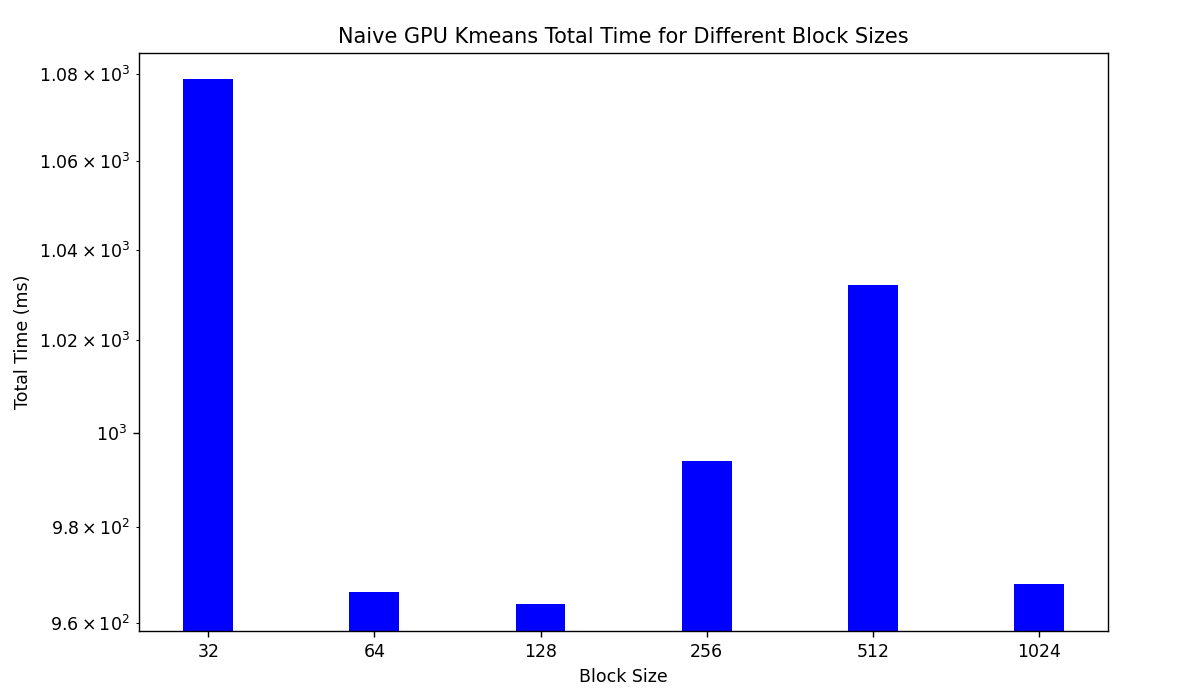 Naive GPU Kmeans Total Time for Different Block Sizes
1.08 × 10³
1.06 × 10³
1.04 × 10³
1.02 × 10³
10³
9.8 × 10²
9.6 × 10²
Total Time (ms)
32 64 128 256 512 1024
Block Size